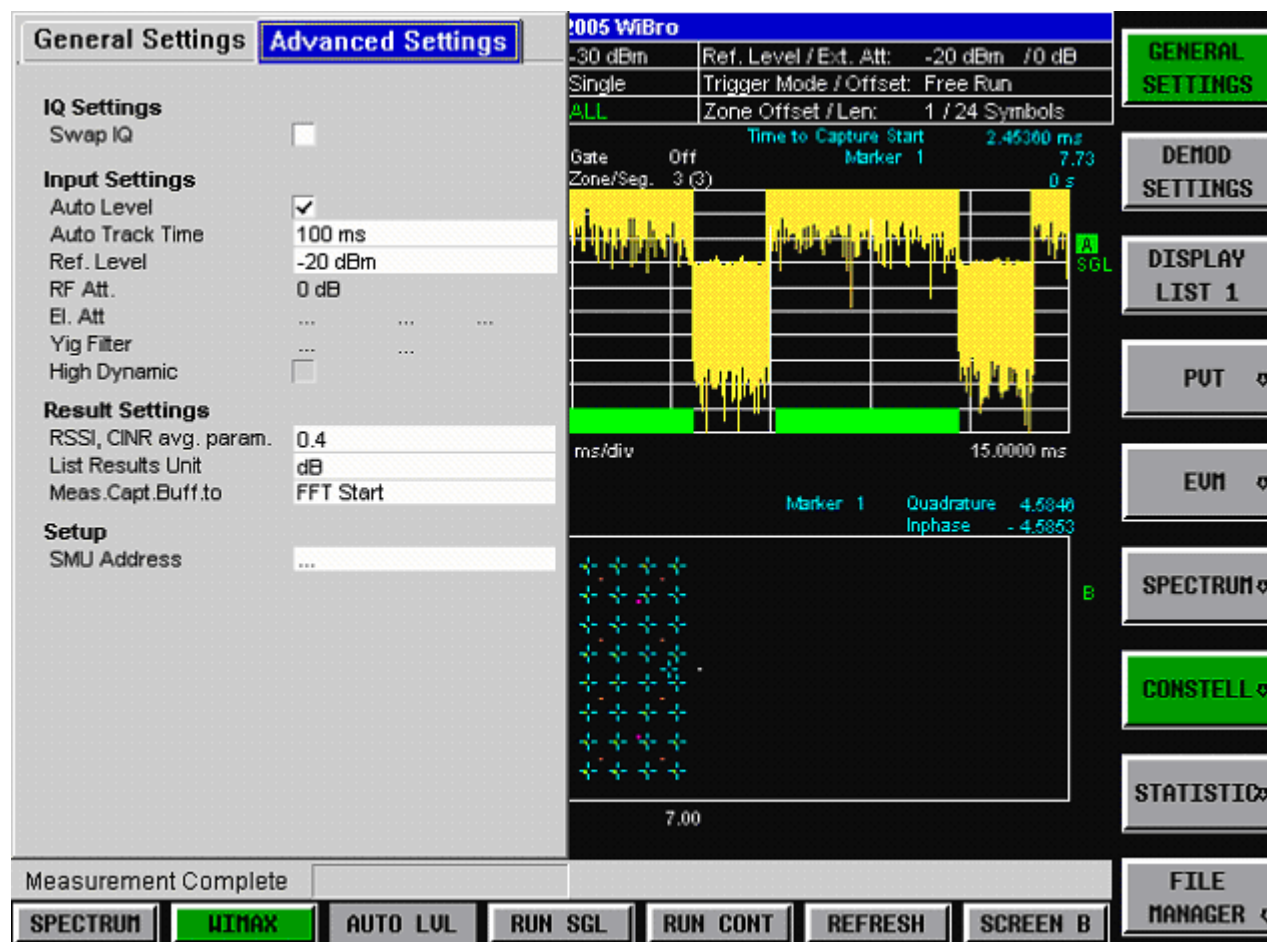 General Settings
Advanced Settings
IQ Settings
Swap IQ
Input Settings
Auto Level
Auto Track Time 100 ms
Ref. Level -20 dBm
RF Att. 0 dB
El. Att ... ... ...
Yig Filter ... ...
High Dynamic
Result Settings
RSSI, CINR avg. param. 0.4
List Results Unit dB
Meas.Capt.Buff.to FFT Start
Setup
SMU Address ...
2005 WiBro
-30 dBm Ref. Level / Ext. Att: -20 dBm / 0 dB
Single Trigger Mode / Offset: Free Run
ALL Zone Offset / Len: 1 / 24 Symbols
Time to Capture Start 2.45360 ms
Gate Off Marker 1 7.73
Zone/Seg. 3 (3) 0 s
A
SGL
ms/div 15.0000 ms
Marker 1 Quadrature 4.5846
Inphase - 4.5853
B
7.00
GENERAL
SETTINGS
DEMOD
SETTINGS
DISPLAY
LIST 1
PVT
EVM
SPECTRUM
CONSTELL
STATISTIC
FILE
MANAGER
Measurement Complete
SPECTRUM WIMAX AUTO LVL RUN SGL RUN CONT REFRESH SCREEN B